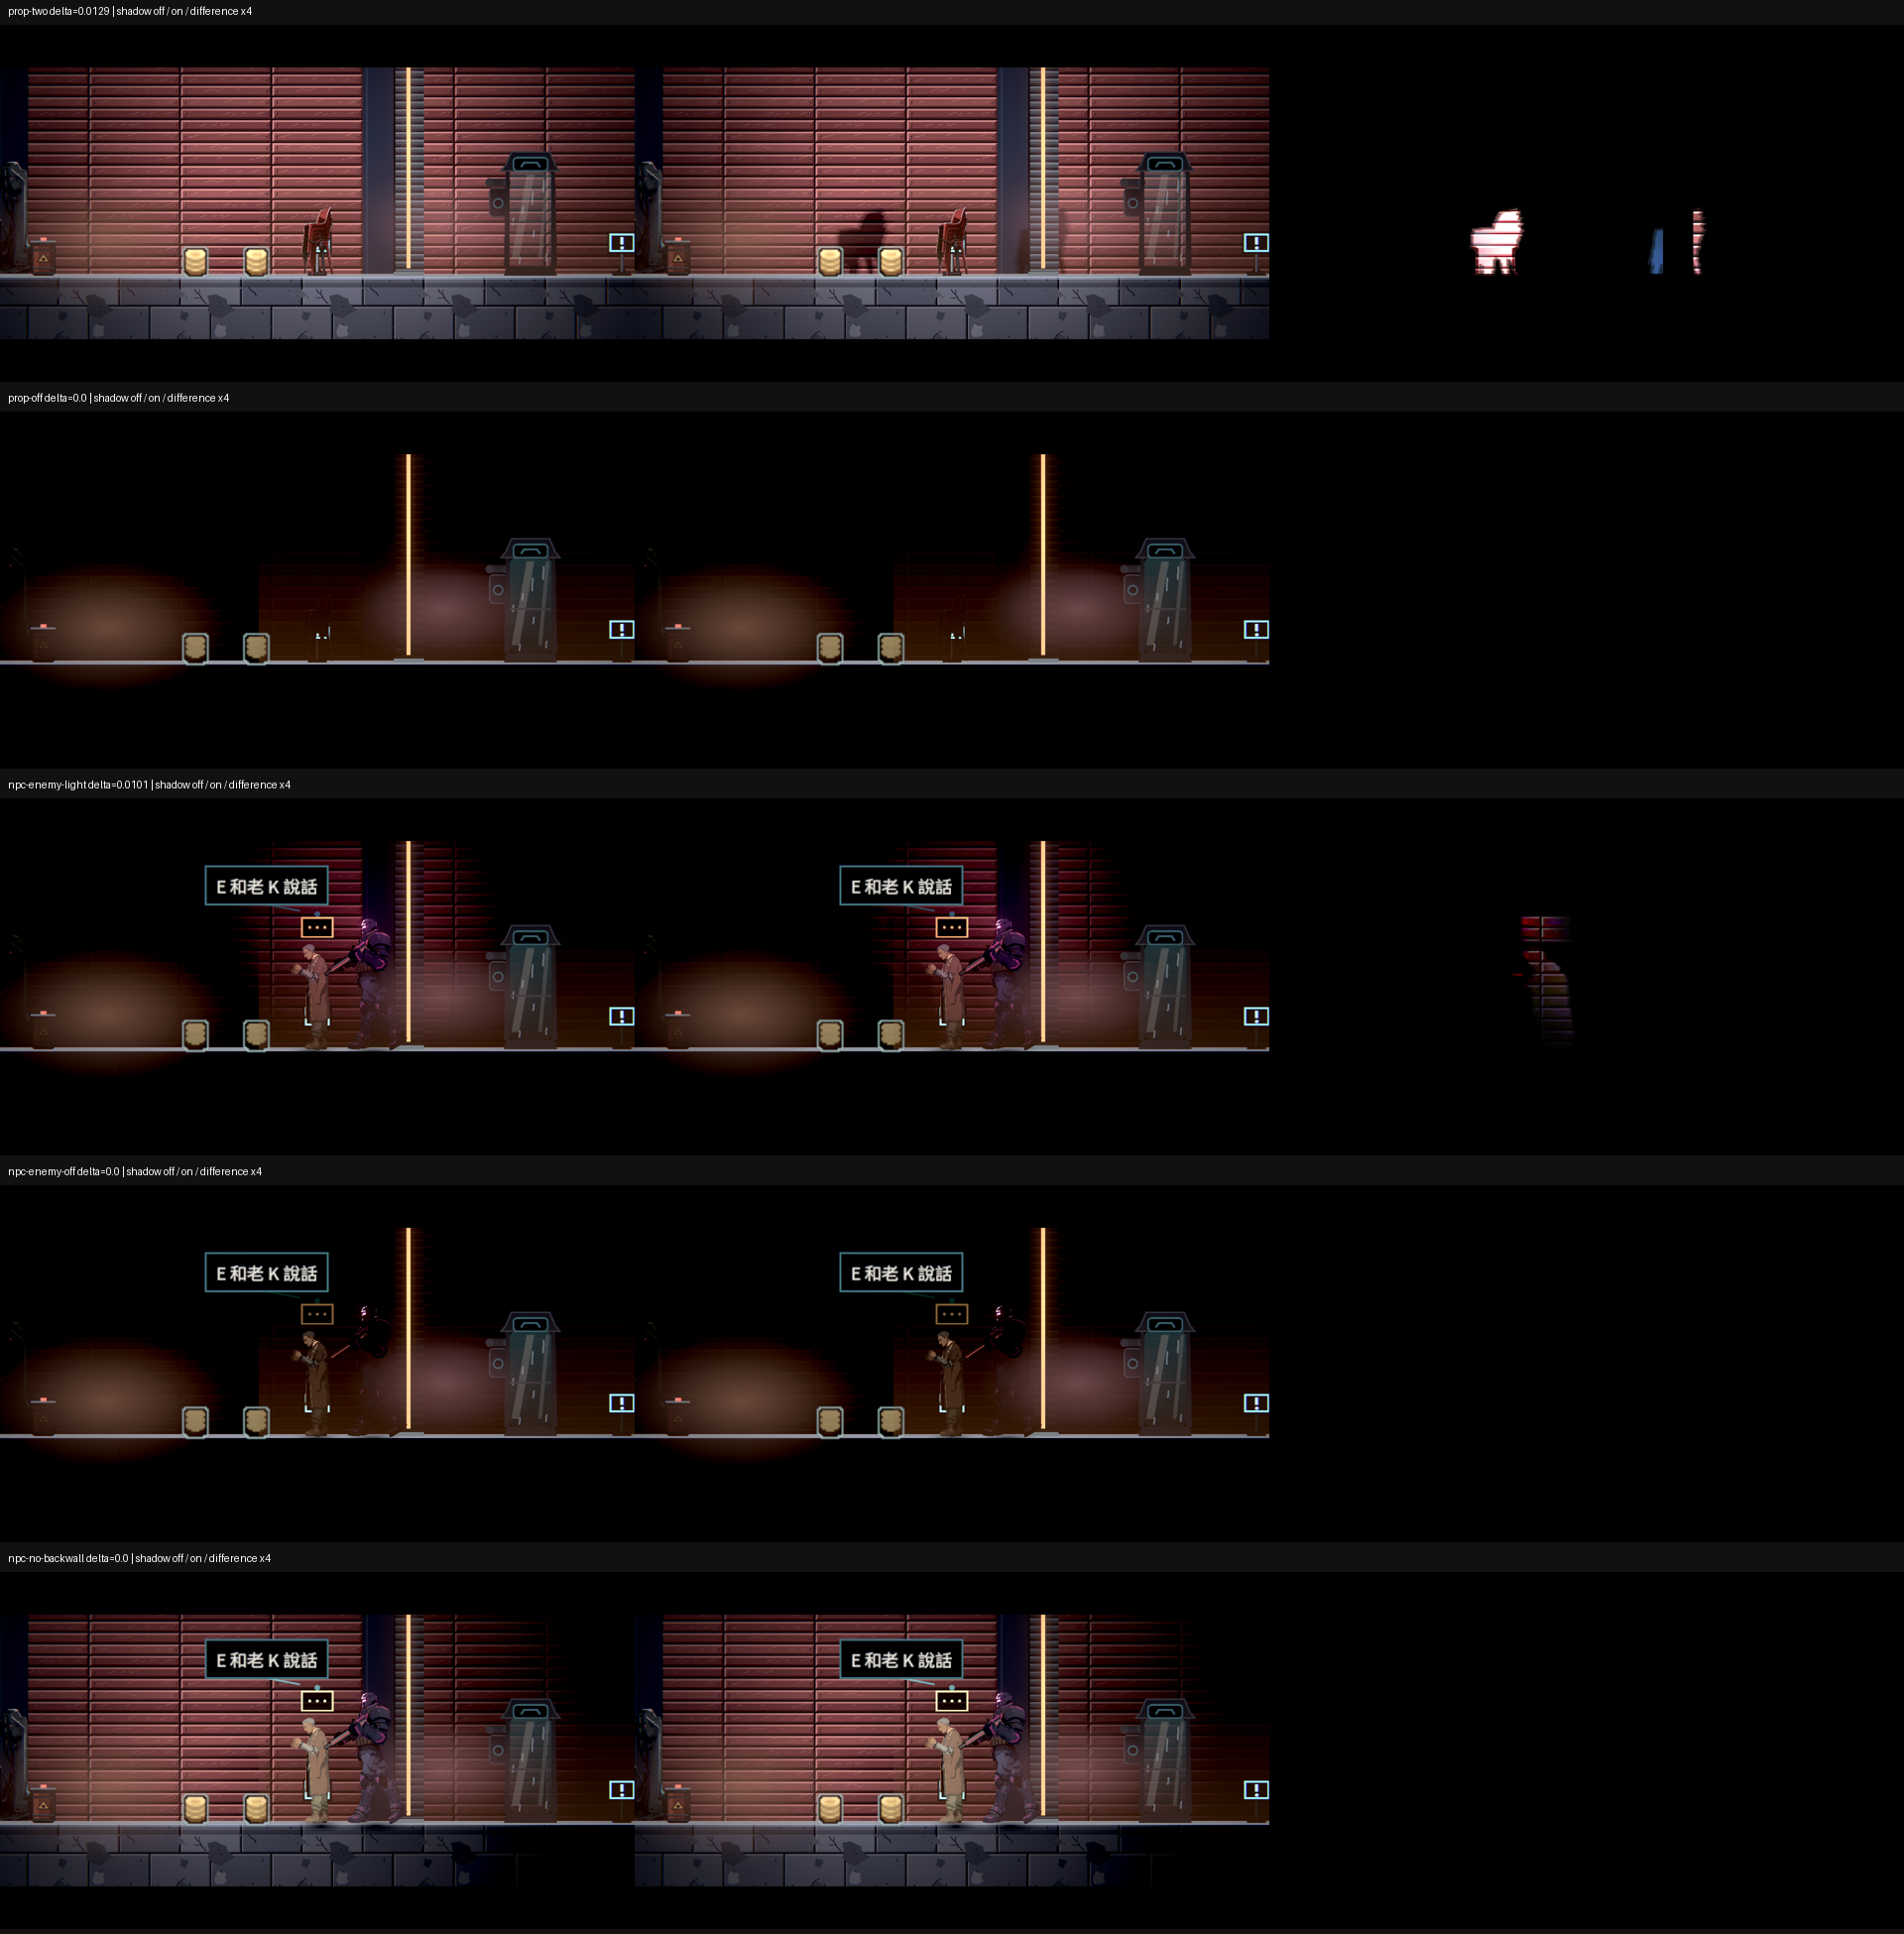 prop-two delta=0.0129 | shadow off / on / difference x4
!
!
prop-off delta=0.0 | shadow off / on / difference x4
!
!
npc-enemy-light delta=0.0101 | shadow off / on / difference x4
E 和老 K 說話
E 和老 K 說話
...
...
!
!
npc-enemy-off delta=0.0 | shadow off / on / difference x4
E 和老 K 說話
E 和老 K 說話
...
...
!
!
npc-no-backwall delta=0.0 | shadow off / on / difference x4
E 和老 K 說話
E 和老 K 說話
...
...
!
!